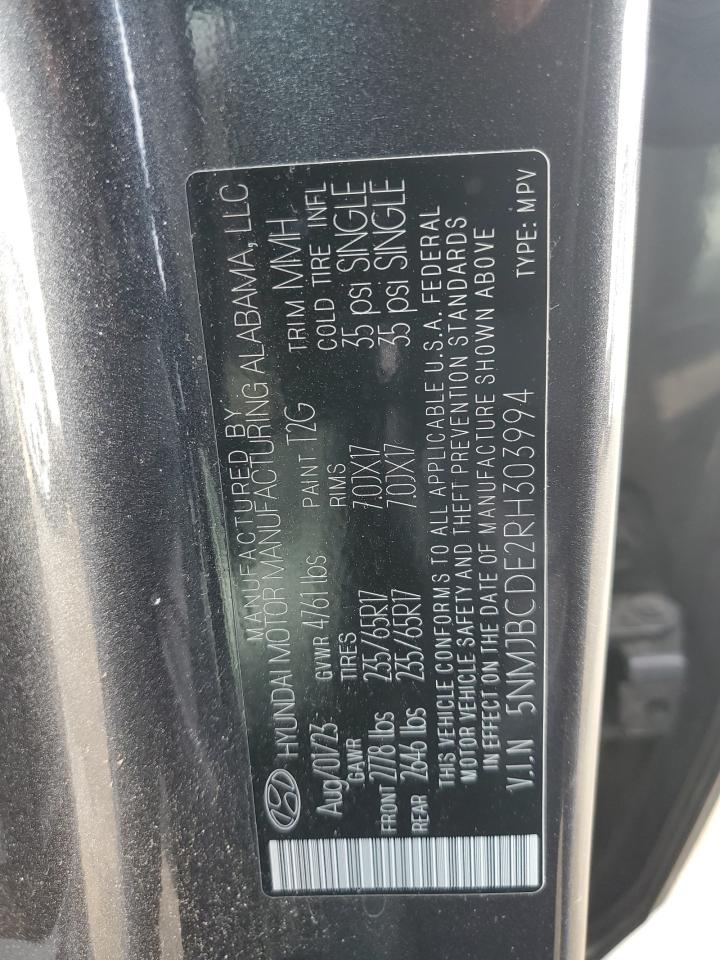 MANUFACTURED BY
HYUNDAI MOTOR MANUFACTURING ALABAMA, LLC
Aug/01/23 GVWR 4761 lbs PAINT T2G TRIM MMH
GAWR TIRES RIMS COLD TIRE INFL
FRONT 2778 lbs 235/65R17 7.0JX17 35 psi SINGLE
REAR 2646 lbs 235/65R17 7.0JX17 35 psi SINGLE
THIS VEHICLE CONFORMS TO ALL APPLICABLE U.S.A. FEDERAL
MOTOR VEHICLE SAFETY AND THEFT PREVENTION STANDARDS
IN EFFECT ON THE DATE OF MANUFACTURE SHOWN ABOVE
V.I.N 5NMJBCDE2RH303994 TYPE: MPV